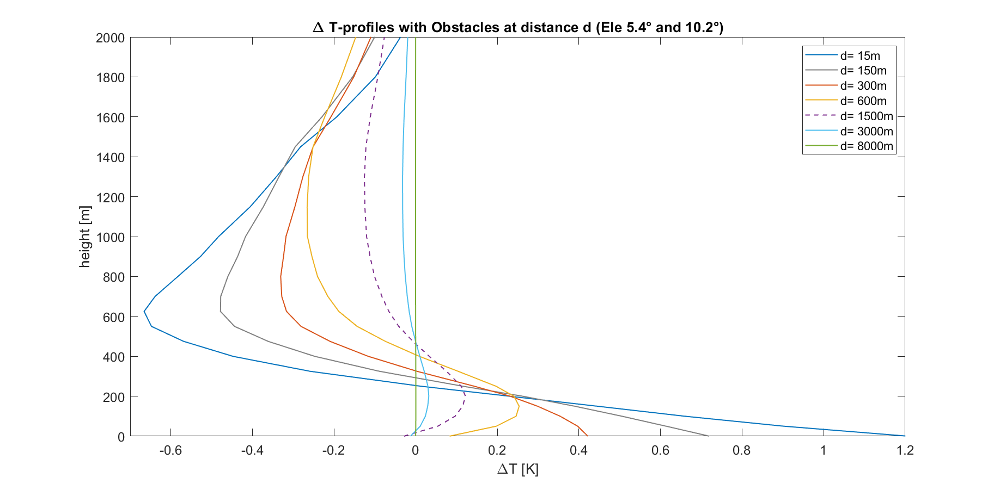 Δ T-profiles with Obstacles at distance d (Ele 5.4° and 10.2°)
2000
1800
1600
1400
1200
1000
800
600
400
200
0
height [m]
d= 15m
d= 150m
d= 300m
d= 600m
d= 1500m
d= 3000m
d= 8000m
-0.6 -0.4 -0.2 0 0.2 0.4 0.6 0.8 1 1.2
ΔT [K]